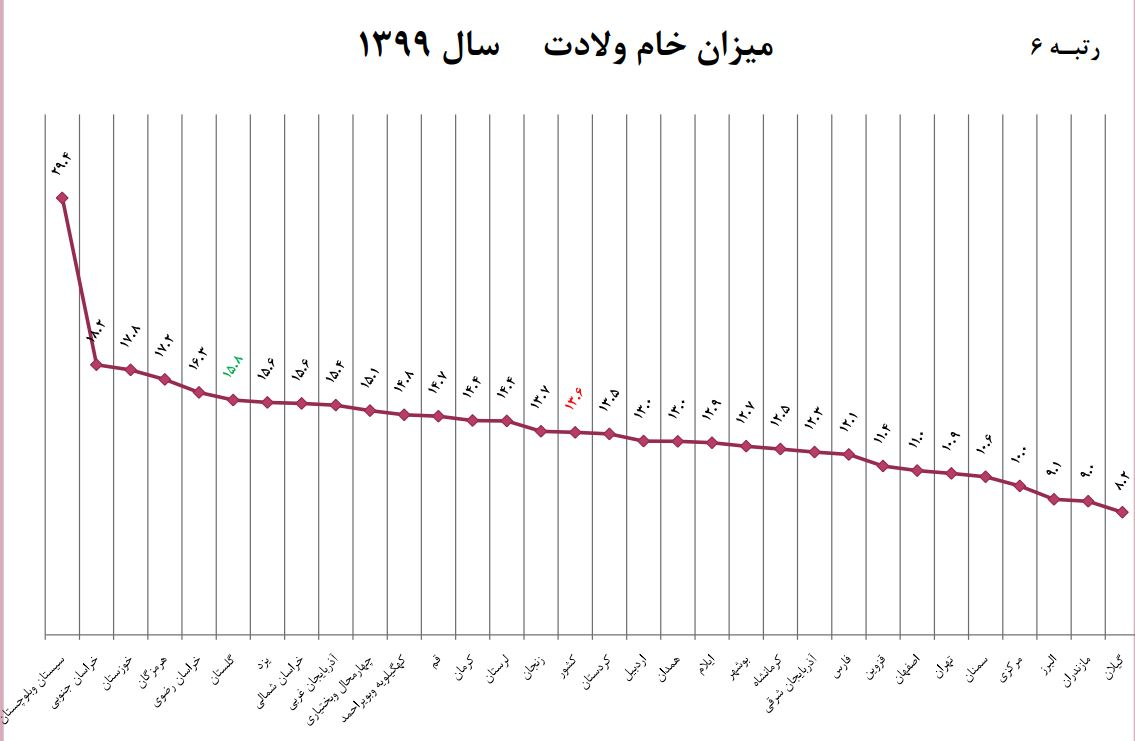 رتبـه ۶
میزان خام ولادت سال ۱۳۹۹
۲۹.۴
۱۸.۲
۱۷.۸
۱۷.۲
۱۶.۳
۱۵.۸
۱۵.۶
۱۵.۶
۱۵.۴
۱۵.۱
۱۴.۸
۱۴.۷
۱۴.۴
۱۴.۴
۱۳.۷
۱۳.۶
۱۳.۵
۱۳.۰
۱۳.۰
۱۲.۹
۱۲.۷
۱۲.۵
۱۲.۳
۱۲.۱
۱۱.۴
۱۱.۰
۱۰.۹
۱۰.۶
۱۰.۰
۹.۱
۹.۰
۸.۲
سیستان وبلوچستان
خراسان جنوبی
خوزستان
هرمزگان
خراسان رضوی
گلستان
یزد
خراسان شمالی
آذربایجان غربی
چهارمحال وبختیاری
کهگیلویه وبویراحمد
قم
کرمان
لرستان
زنجان
کشور
کردستان
اردبیل
همدان
ایلام
بوشهر
کرمانشاه
آذربایجان شرقی
فارس
قزوین
اصفهان
تهران
سمنان
مرکزی
البرز
مازندران
گیلان